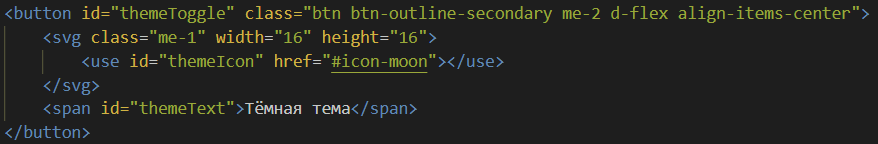 <button id="themeToggle" class="btn btn-outline-secondary me-2 d-flex align-items-center">
    <svg class="me-1" width="16" height="16">
        <use id="themeIcon" href="#icon-moon"></use>
    </svg>
    <span id="themeText">Тёмная тема</span>
</button>